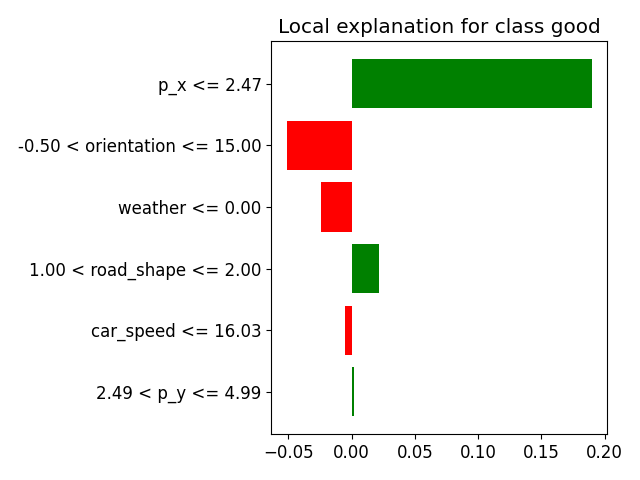 Local explanation for class good
p_x <= 2.47
-0.50 < orientation <= 15.00
weather <= 0.00
1.00 < road_shape <= 2.00
car_speed <= 16.03
2.49 < p_y <= 4.99
−0.05 0.00 0.05 0.10 0.15 0.20